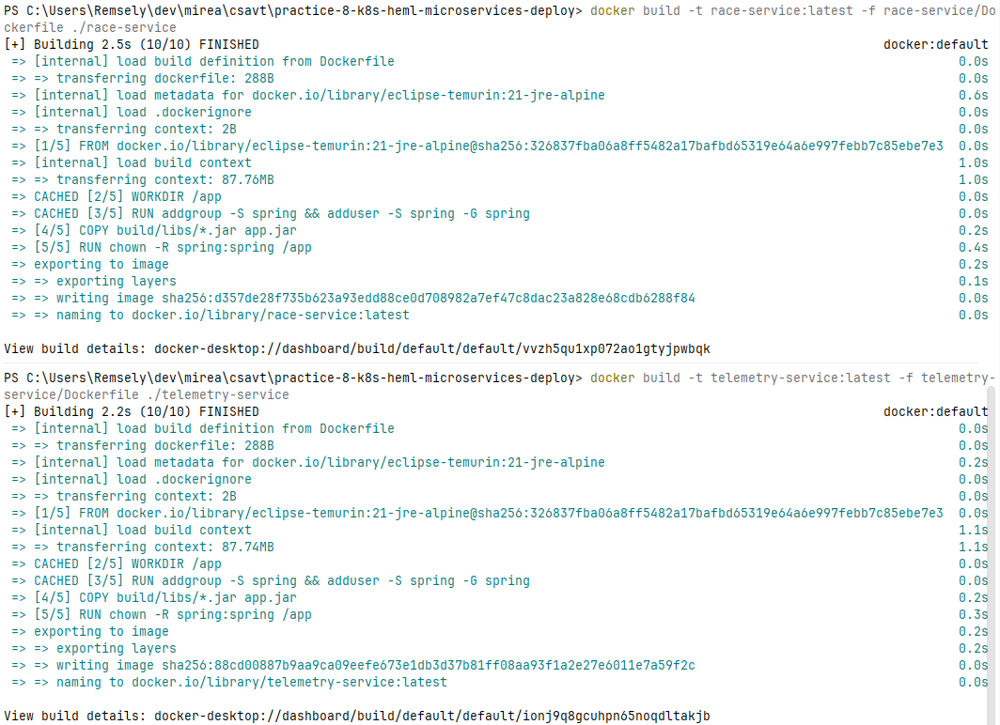 PS C:\Users\Remsely\dev\mirea\csavt\practice-8-k8s-heml-microservices-deploy> docker build -t race-service:latest -f race-service/Do
ckerfile ./race-service
[+] Building 2.5s (10/10) FINISHED docker:default
=> [internal] load build definition from Dockerfile 0.0s
=> => transferring dockerfile: 288B 0.0s
=> [internal] load metadata for docker.io/library/eclipse-temurin:21-jre-alpine 0.6s
=> [internal] load .dockerignore 0.0s
=> => transferring context: 2B 0.0s
=> [1/5] FROM docker.io/library/eclipse-temurin:21-jre-alpine@sha256:326837fba06a8ff5482a17bafbd65319e64a6e997febb7c85ebe7e3 0.0s
=> [internal] load build context 1.0s
=> => transferring context: 87.76MB 1.0s
=> CACHED [2/5] WORKDIR /app 0.0s
=> CACHED [3/5] RUN addgroup -S spring && adduser -S spring -G spring 0.0s
=> [4/5] COPY build/libs/*.jar app.jar 0.2s
=> [5/5] RUN chown -R spring:spring /app 0.4s
=> exporting to image 0.2s
=> => exporting layers 0.1s
=> => writing image sha256:d357de28f735b623a93edd88ce0d708982a7ef47c8dac23a828e68cdb6288f84 0.0s
=> => naming to docker.io/library/race-service:latest 0.0s
View build details: docker-desktop://dashboard/build/default/default/vvzh5qu1xp072ao1gtyjpwbqk
PS C:\Users\Remsely\dev\mirea\csavt\practice-8-k8s-heml-microservices-deploy> docker build -t telemetry-service:latest -f telemetry-
service/Dockerfile ./telemetry-service
[+] Building 2.2s (10/10) FINISHED docker:default
=> [internal] load build definition from Dockerfile 0.0s
=> => transferring dockerfile: 288B 0.0s
=> [internal] load metadata for docker.io/library/eclipse-temurin:21-jre-alpine 0.2s
=> [internal] load .dockerignore 0.0s
=> => transferring context: 2B 0.0s
=> [1/5] FROM docker.io/library/eclipse-temurin:21-jre-alpine@sha256:326837fba06a8ff5482a17bafbd65319e64a6e997febb7c85ebe7e3 0.0s
=> [internal] load build context 1.1s
=> => transferring context: 87.74MB 1.1s
=> CACHED [2/5] WORKDIR /app 0.0s
=> CACHED [3/5] RUN addgroup -S spring && adduser -S spring -G spring 0.0s
=> [4/5] COPY build/libs/*.jar app.jar 0.2s
=> [5/5] RUN chown -R spring:spring /app 0.3s
=> exporting to image 0.2s
=> => exporting layers 0.2s
=> => writing image sha256:88cd00887b9aa9ca09eefe673e1db3d37b81ff08aa93f1a2e27e6011e7a59f2c 0.0s
=> => naming to docker.io/library/telemetry-service:latest 0.0s
View build details: docker-desktop://dashboard/build/default/default/ionj9q8gcuhpn65noqdltakjb